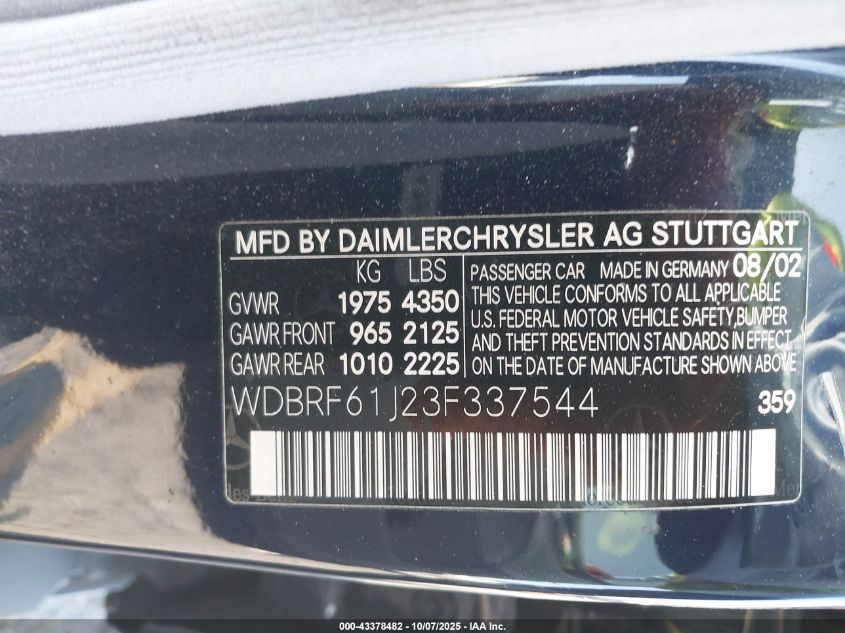 MFD BY DAIMLERCHRYSLER AG STUTTGART
KG LBS
GVWR 1975 4350
GAWR FRONT 965 2125
GAWR REAR 1010 2225
PASSENGER CAR MADE IN GERMANY 08/02
THIS VEHICLE CONFORMS TO ALL APPLICABLE
U.S. FEDERAL MOTOR VEHICLE SAFETY, BUMPER
AND THEFT PREVENTION STANDARDS IN EFFECT
ON THE DATE OF MANUFACTURE SHOWN ABOVE
WDBRF61J23F337544 359
000-43378482 - 10/07/2025 - IAA Inc.